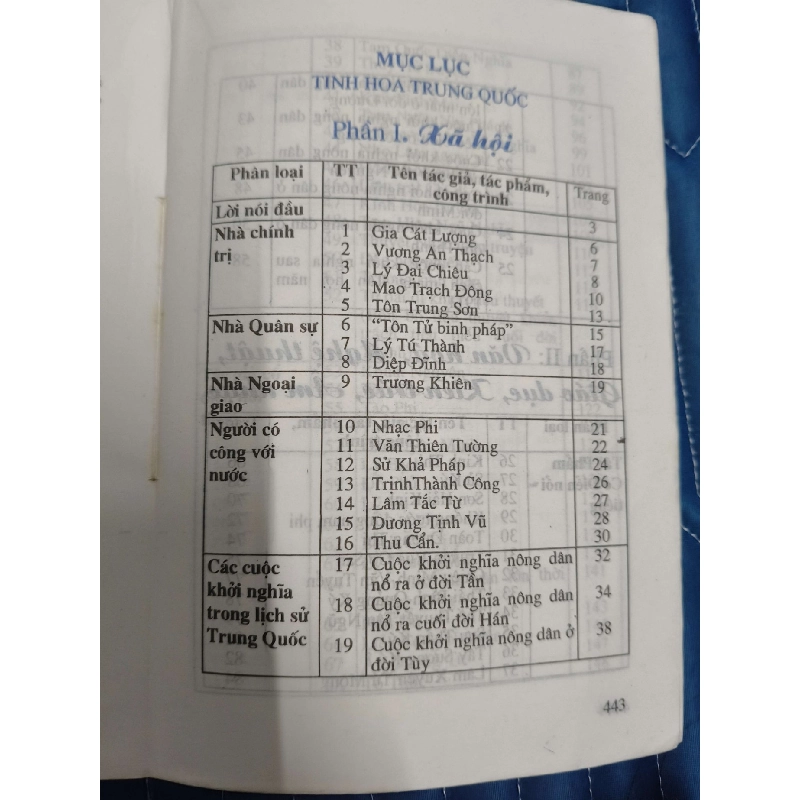 MỤC LỤC
TINH HOA TRUNG QUỐC
Phần I. Xã hội
Phân loại TT Tên tác giả, tác phẩm, công trình Trang
Lời nói đầu 3
Nhà chính trị 1 Gia Cát Lượng 6
2 Vương An Thạch 7
3 Lý Đại Chiêu 8
4 Mao Trạch Đông 10
5 Tôn Trung Sơn 13
Nhà Quân sự 6 "Tôn Tử binh pháp" 15
7 Lý Tú Thành 17
8 Diệp Đĩnh 18
Nhà Ngoại giao 9 Trương Khiên 19
Người có công với nước 10 Nhạc Phi 21
11 Văn Thiên Tường 22
12 Sử Khả Pháp 24
13 TrịnhThành Công 26
14 Lâm Tắc Từ 27
15 Dương Tịnh Vũ 28
16 Thu Cẩn. 30
Các cuộc khởi nghĩa trong lịch sử Trung Quốc 17 Cuộc khởi nghĩa nông dân nổ ra ở đời Tần 32
18 Cuộc khởi nghĩa nông dân nổ ra cuối đời Hán 34
19 Cuộc khởi nghĩa nông dân ở đời Tùy 38
443